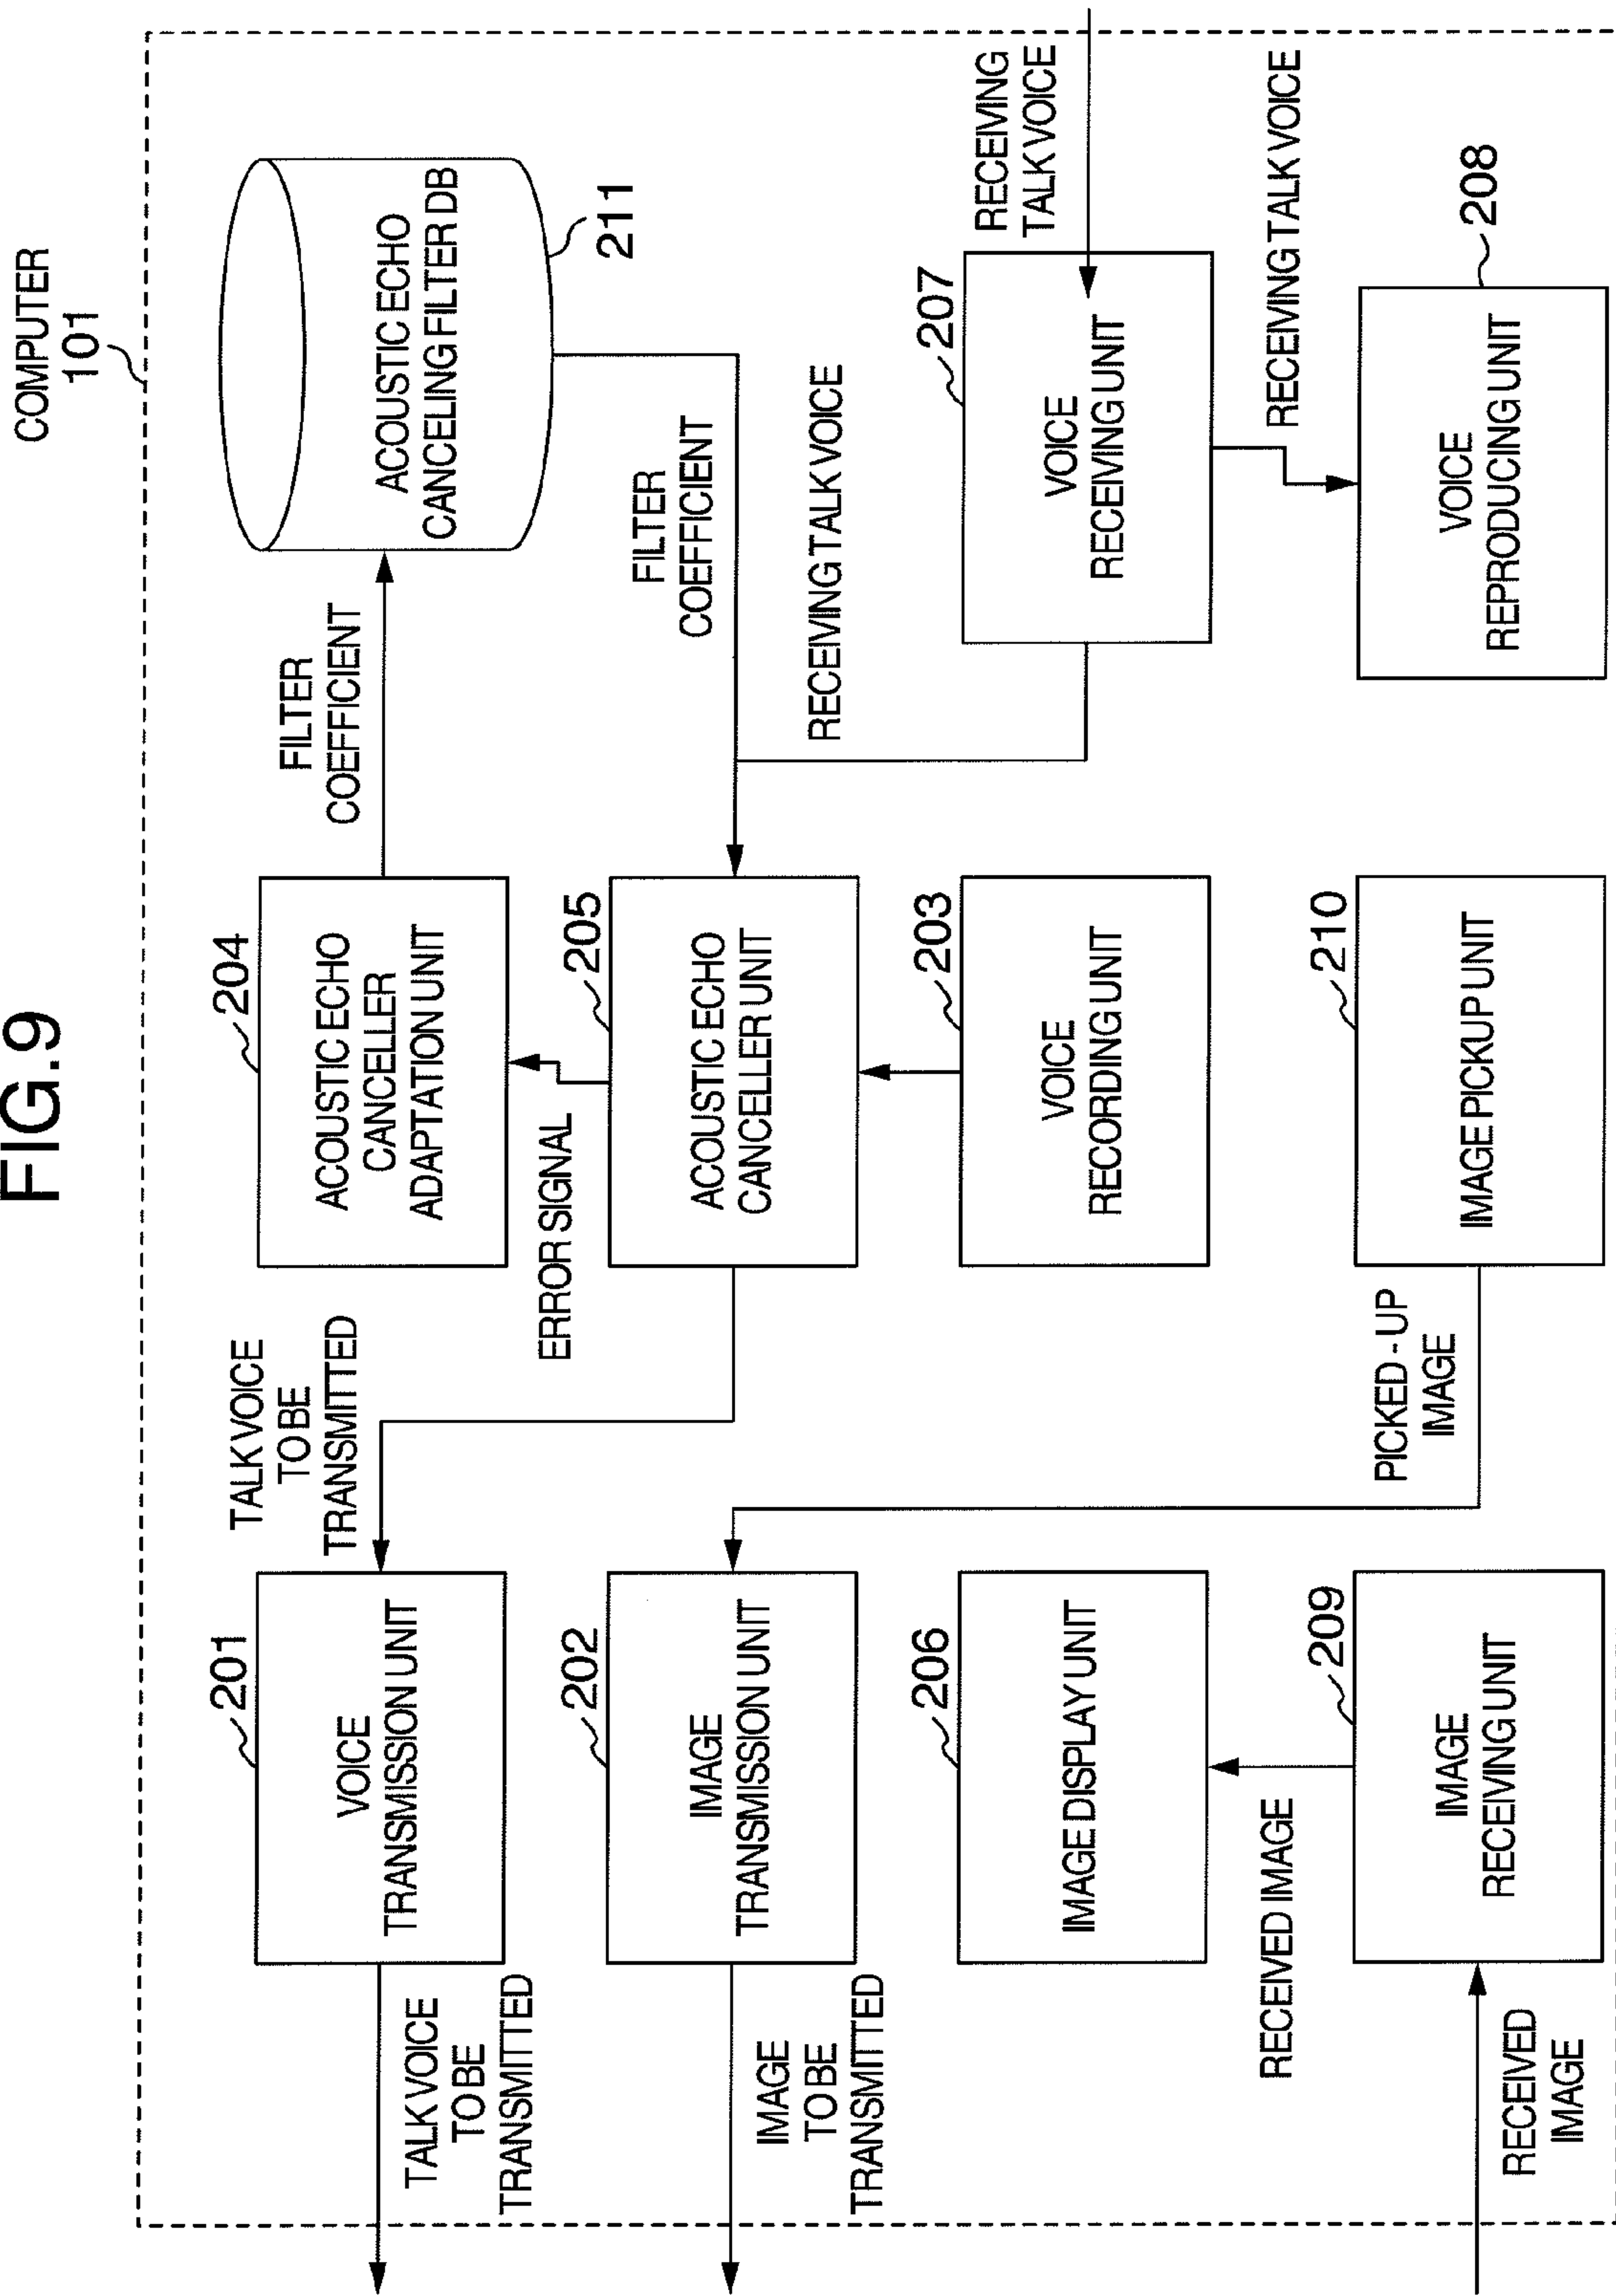 FIG.9
COMPUTER
101
TALK VOICE
TO BE
TRANSMITTED
201
VOICE
TRANSMISSION UNIT
TALK VOICE
TO BE
TRANSMITTED
204
ACOUSTIC ECHO
CANCELLER
ADAPTATION UNIT
FILTER
COEFFICIENT
ACOUSTIC ECHO
CANCELING FILTER DB
211
IMAGE
TO BE
TRANSMITTED
202
IMAGE
TRANSMISSION UNIT
ERROR SIGNAL
205
ACOUSTIC ECHO
CANCELLER UNIT
FILTER
COEFFICIENT
RECEIVING TALK VOICE
206
IMAGE DISPLAY UNIT
203
VOICE
RECORDING UNIT
207
VOICE
RECEIVING UNIT
RECEIVING
TALK VOICE
RECEIVED IMAGE
RECEIVED
IMAGE
209
IMAGE
RECEIVING UNIT
PICKED-UP
IMAGE
210
IMAGE PICKUP UNIT
RECEIVING TALK VOICE
208
VOICE
REPRODUCING UNIT